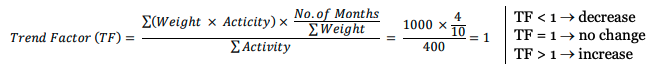 Trend Factor (TF) = ∑(Weight × Acticity) × No. of Months / ∑ Weight / ∑ Activity = 1000 × 4 / 10 / 400 = 1
TF < 1 → decrease
TF = 1 → no change
TF > 1 → increase